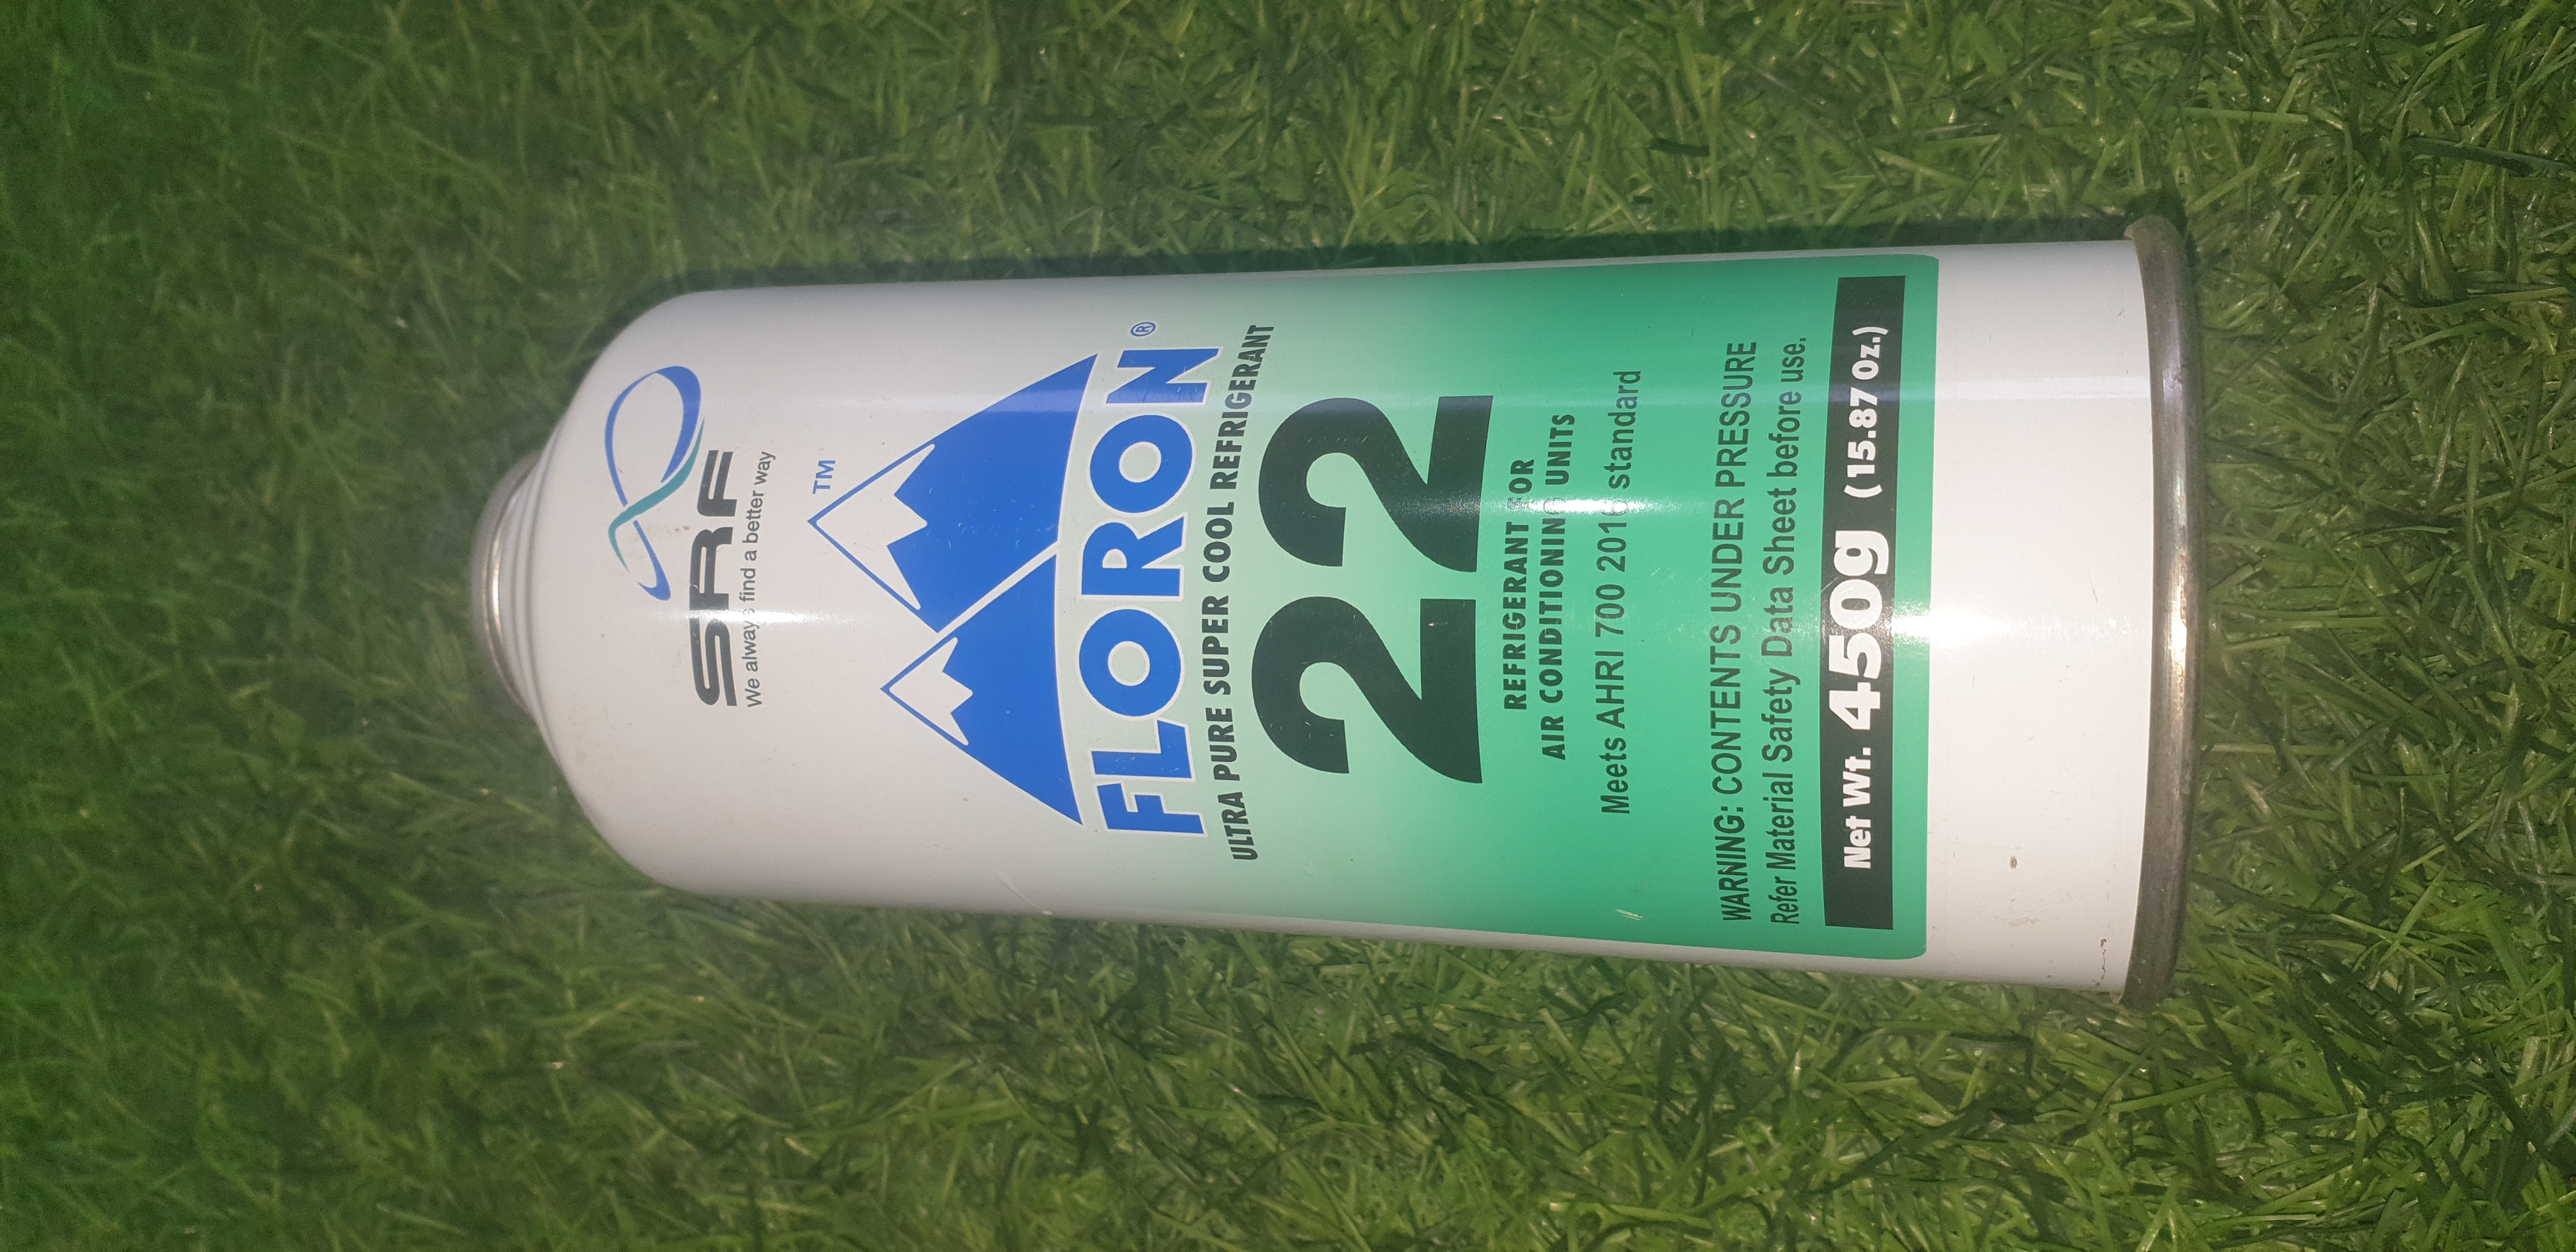 SRF
We always find a better way
TM
FLORON®
ULTRA PURE SUPER COOL REFRIGERANT
22
REFRIGERANT FOR
AIR CONDITIONING UNITS
Meets AHRI 700 2016 standard
WARNING: CONTENTS UNDER PRESSURE
Refer Material Safety Data Sheet before use.
Net Wt. 450g (15.87 Oz.)